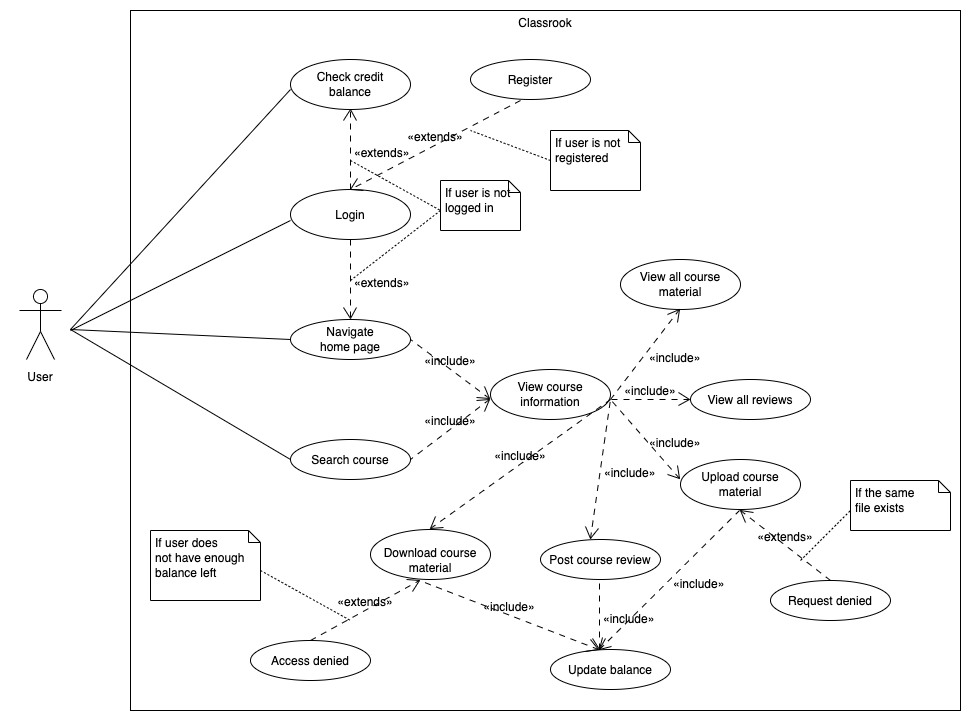 Classrook
Check credit
balance
Register
«extends»
«extends»
If user is not
registered
Login
If user is not
logged in
«extends»
View all course
material
User
Navigate
home page
«include»
«include»
View course
information
«include»
View all reviews
«include»
Search course
«include»
«include»
«include»
Upload course
material
If the same
file exists
If user does
not have enough
balance left
Download course
material
Post course review
«extends»
«include»
«extends»
«include»
«include»
Request denied
Access denied
Update balance